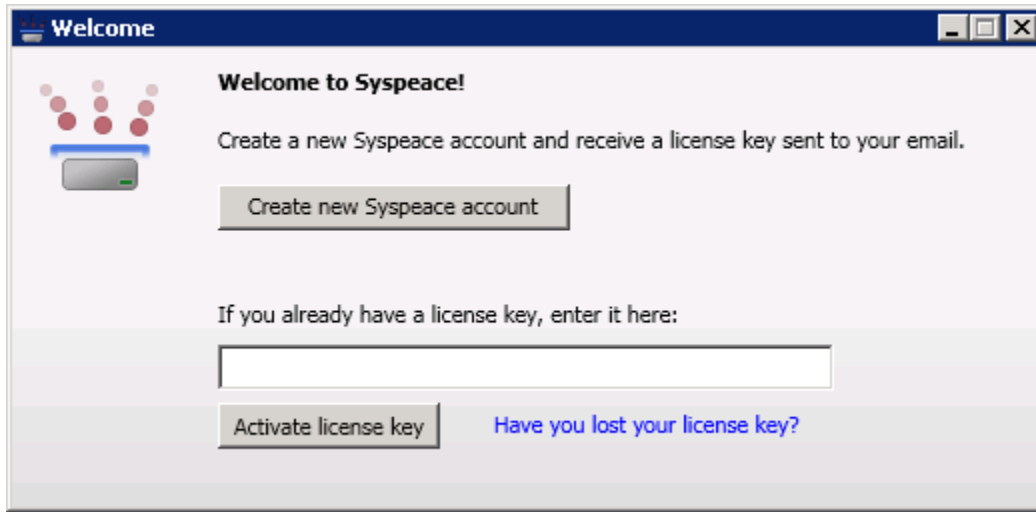 Welcome
Welcome to Syspeace!
Create a new Syspeace account and receive a license key sent to your email.
Create new Syspeace account
If you already have a license key, enter it here:
Activate license key
Have you lost your license key?